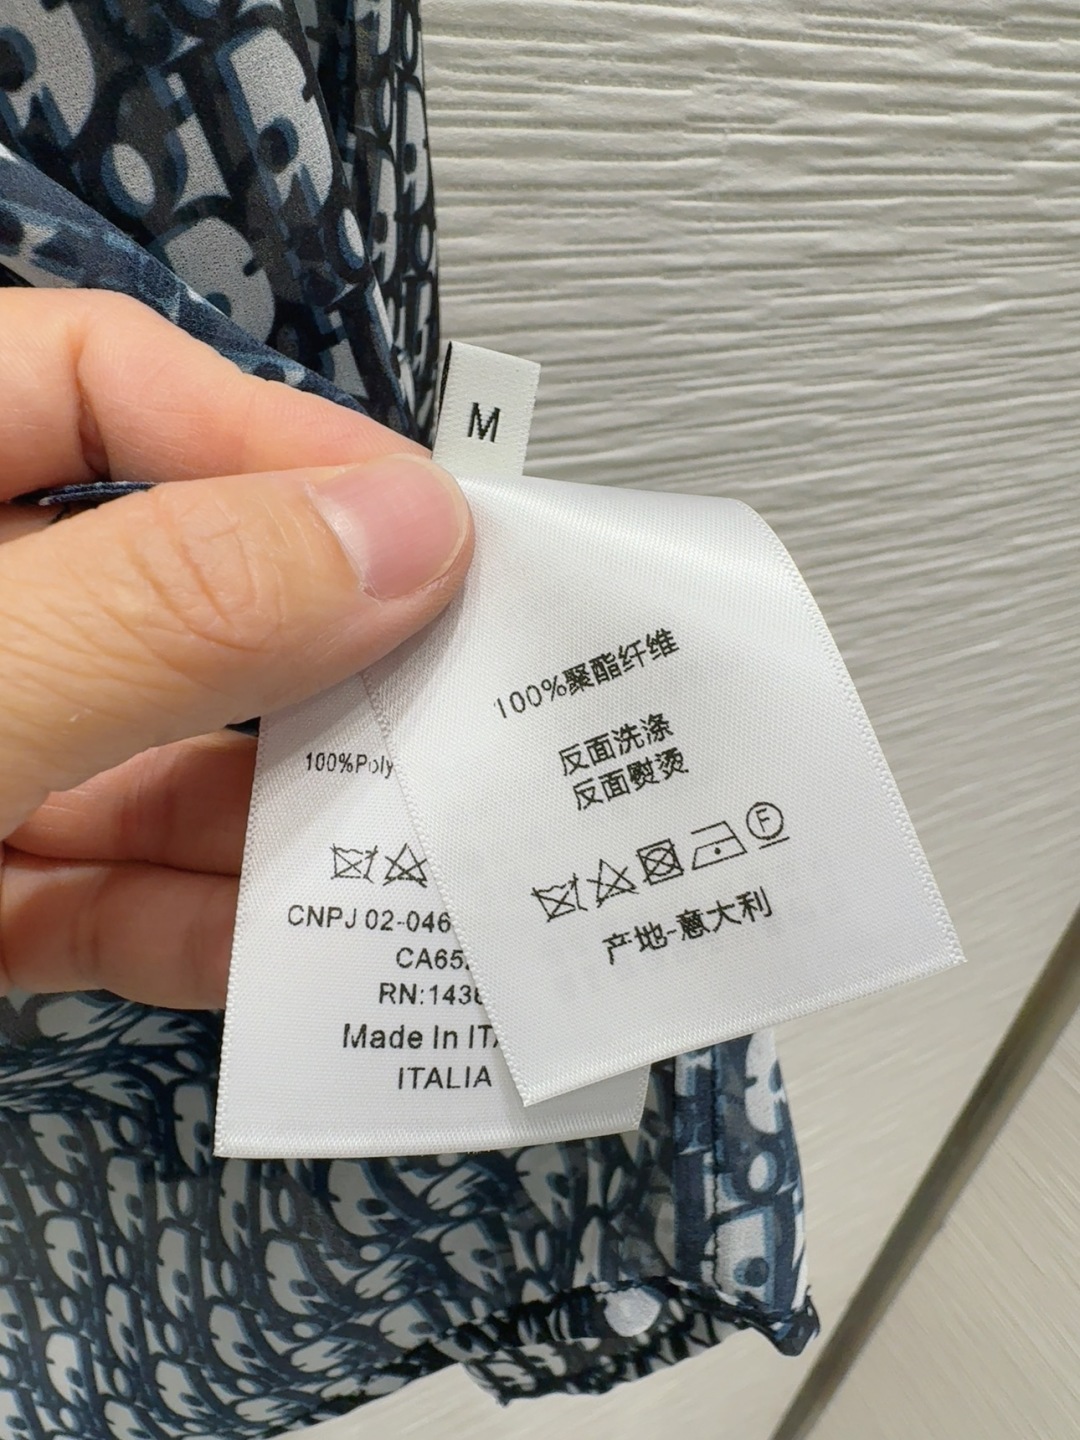 M
100%聚酯纤维
反面洗涤
反面熨烫
F
产地-意大利
100%Poly
CNPJ 02-046
CA65
RN:143
Made In IT
ITALIA